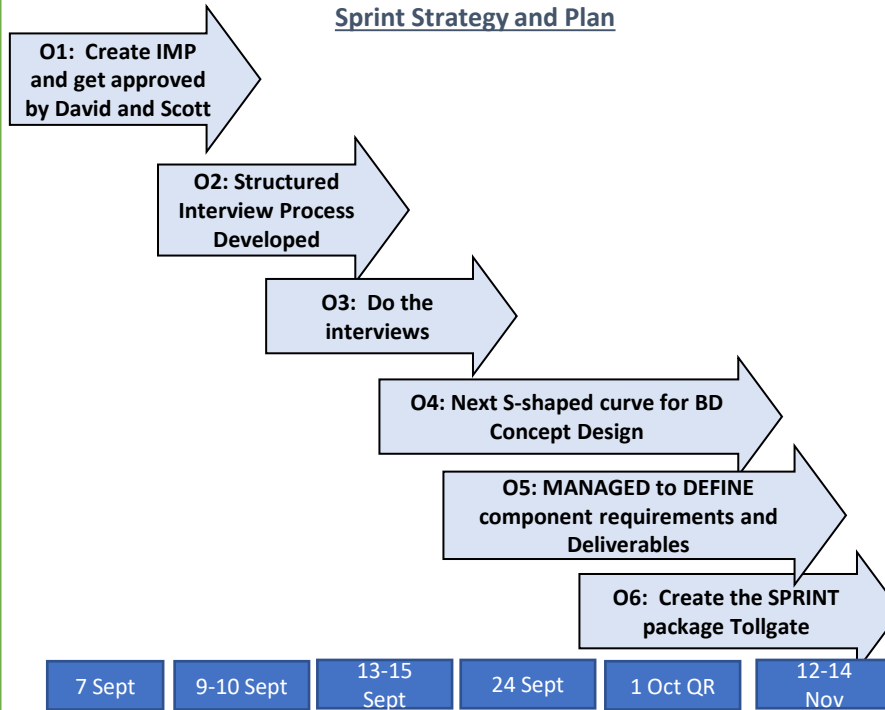 Sprint Strategy and Plan
O1:  Create IMP
and get approved
by David and Scott
O2: Structured
Interview Process
Developed
O3:  Do the
interviews
O4: Next S-shaped curve for BD
Concept Design
O5: MANAGED to DEFINE
component requirements and
Deliverables
O6:  Create the SPRINT
package Tollgate
7 Sept
9-10 Sept
13-15
Sept
24 Sept
1 Oct QR
12-14
Nov